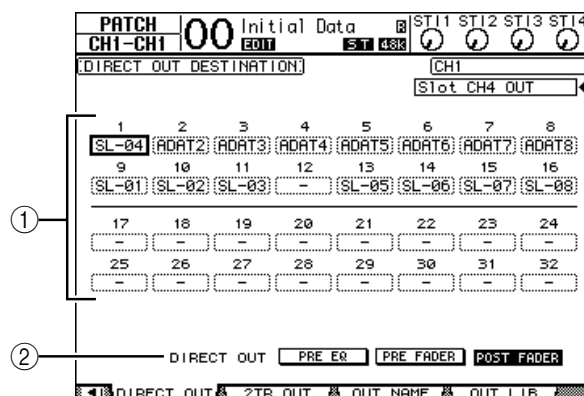 PATCH 00 Initial Data R STI1 STI2 STI3 STI4
CH1-CH1 EDIT ST 48K
DIRECT OUT DESTINATION CH1
Slot CH4 OUT
1 2 3 4 5 6 7 8
SL-04 ADAT2 ADAT3 ADAT4 ADAT5 ADAT6 ADAT7 ADAT8
9 10 11 12 13 14 15 16
SL-01 SL-02 SL-03 - SL-05 SL-06 SL-07 SL-08
① 17 18 19 20 21 22 23 24
- - - - - - - -
25 26 27 28 29 30 31 32
- - - - - - - -
② DIRECT OUT PRE EQ PRE FADER POST FADER
DIRECT OUT 2TR OUT OUT NAME OUT LIB